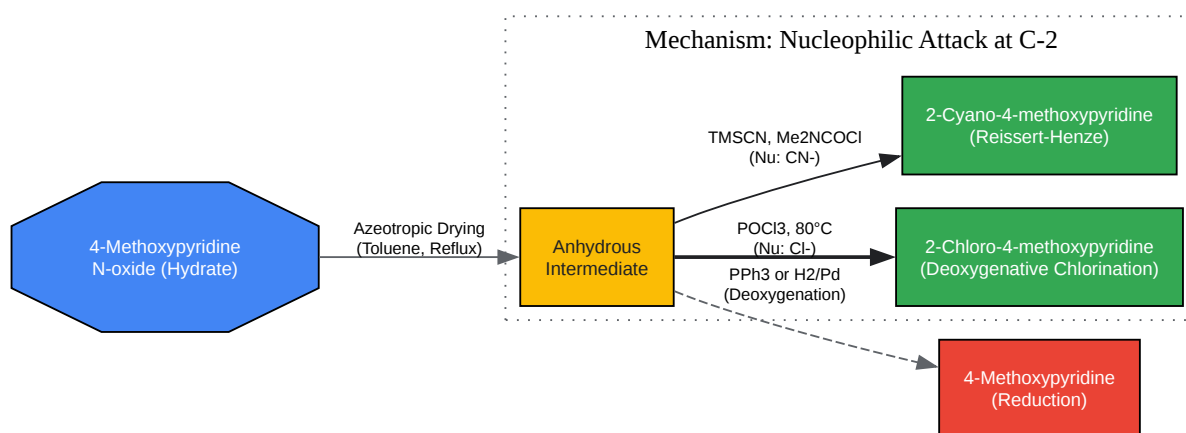 Mechanism: Nucleophilic Attack at C-2
4-Methoxypyridine
N-oxide (Hydrate)
Azeotropic Drying
(Toluene, Reflux)
Anhydrous
Intermediate
TMSCN, Me2NCOCl
(Nu: CN-)
2-Cyano-4-methoxypyridine
(Reissert-Henze)
POCl3, 80°C
(Nu: Cl-)
2-Chloro-4-methoxypyridine
(Deoxygenative Chlorination)
PPh3 or H2/Pd
(Deoxygenation)
4-Methoxypyridine
(Reduction)